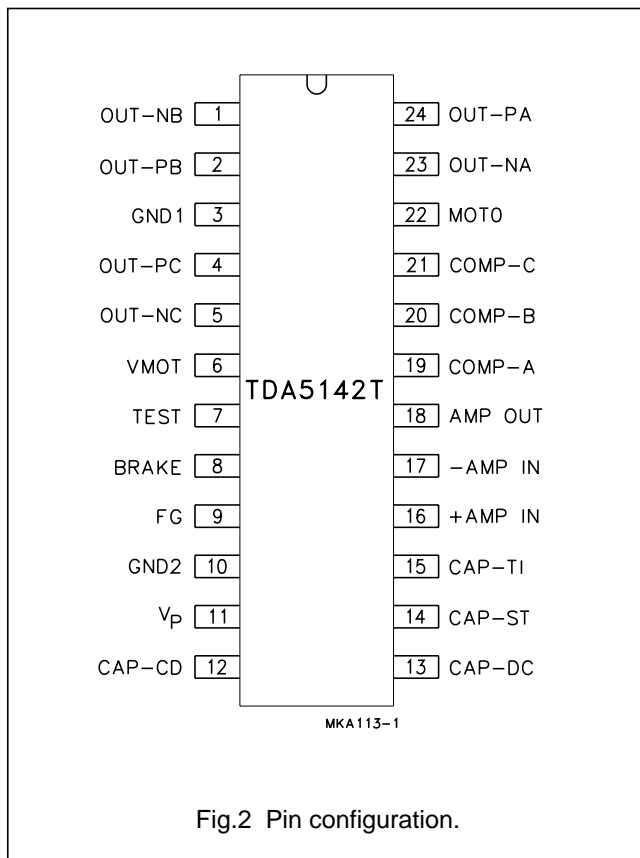 OUT-NB 1 24 OUT-PA
OUT-PB 2 23 OUT-NA
GND1 3 22 MOT0
OUT-PC 4 21 COMP-C
OUT-NC 5 20 COMP-B
VMOT 6 19 COMP-A
TDA5142T
TEST 7 18 AMP OUT
BRAKE 8 17 -AMP IN
FG 9 16 +AMP IN
GND2 10 15 CAP-TI
VP 11 14 CAP-ST
CAP-CD 12 13 CAP-DC
MKA113-1
Fig.2 Pin configuration.